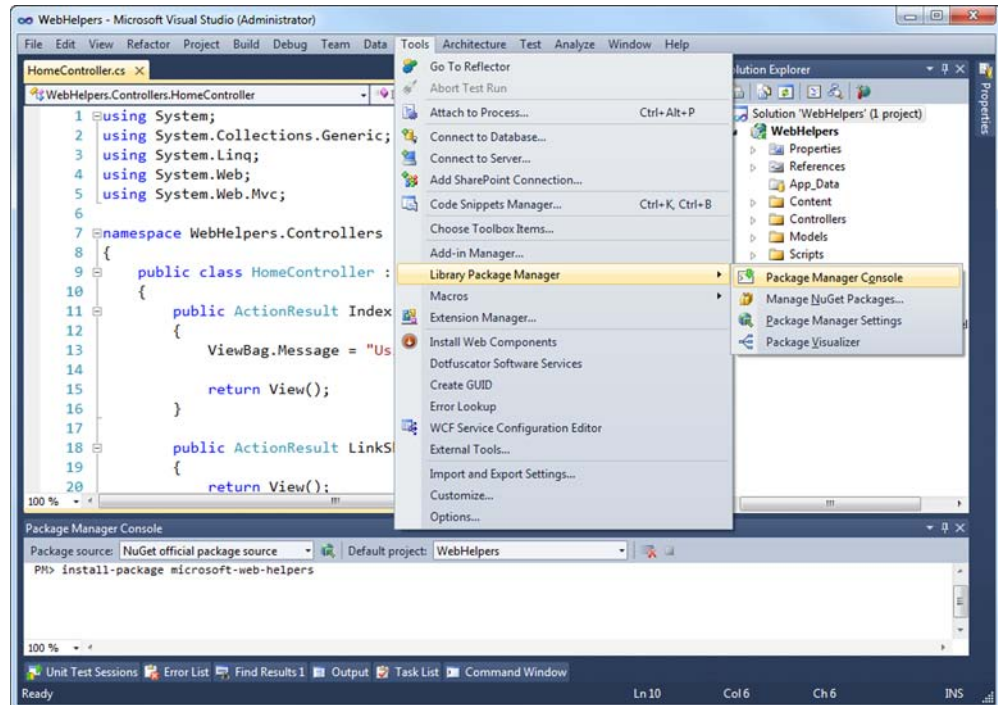 WebHelpers - Microsoft Visual Studio (Administrator)
File Edit View Refactor Project Build Debug Team Data Tools Architecture Test Analyze Window Help
HomeController.cs
WebHelpers.Controllers.HomeController
1 using System;
2 using System.Collections.Generic;
3 using System.Linq;
4 using System.Web;
5 using System.Web.Mvc;
6
7 namespace WebHelpers.Controllers
8 {
9 public class HomeController :
10 {
11 public ActionResult Index
12 {
13 ViewBag.Message = "Us
14
15 return View();
16 }
17
18 public ActionResult LinkS
19 {
20 return View();
100 %
Go To Reflector
Abort Test Run
Attach to Process... Ctrl+Alt+P
Connect to Database...
Connect to Server...
Add SharePoint Connection...
Code Snippets Manager... Ctrl+K, Ctrl+B
Choose Toolbox Items...
Add-in Manager...
Library Package Manager
Macros
Extension Manager...
Install Web Components
Dotfuscator Software Services
Create GUID
Error Lookup
WCF Service Configuration Editor
External Tools...
Import and Export Settings...
Customize...
Options...
Package Manager Console
Manage NuGet Packages...
Package Manager Settings
Package Visualizer
olution Explorer
Solution 'WebHelpers' (1 project)
WebHelpers
Properties
References
App_Data
Content
Controllers
Models
Scripts
Properties
Package Manager Console
Package source: NuGet official package source Default project: WebHelpers
PM> install-package microsoft-web-helpers
100 %
Unit Test Sessions Error List Find Results 1 Output Task List Command Window
Ready Ln 10 Col 6 Ch 6 INS